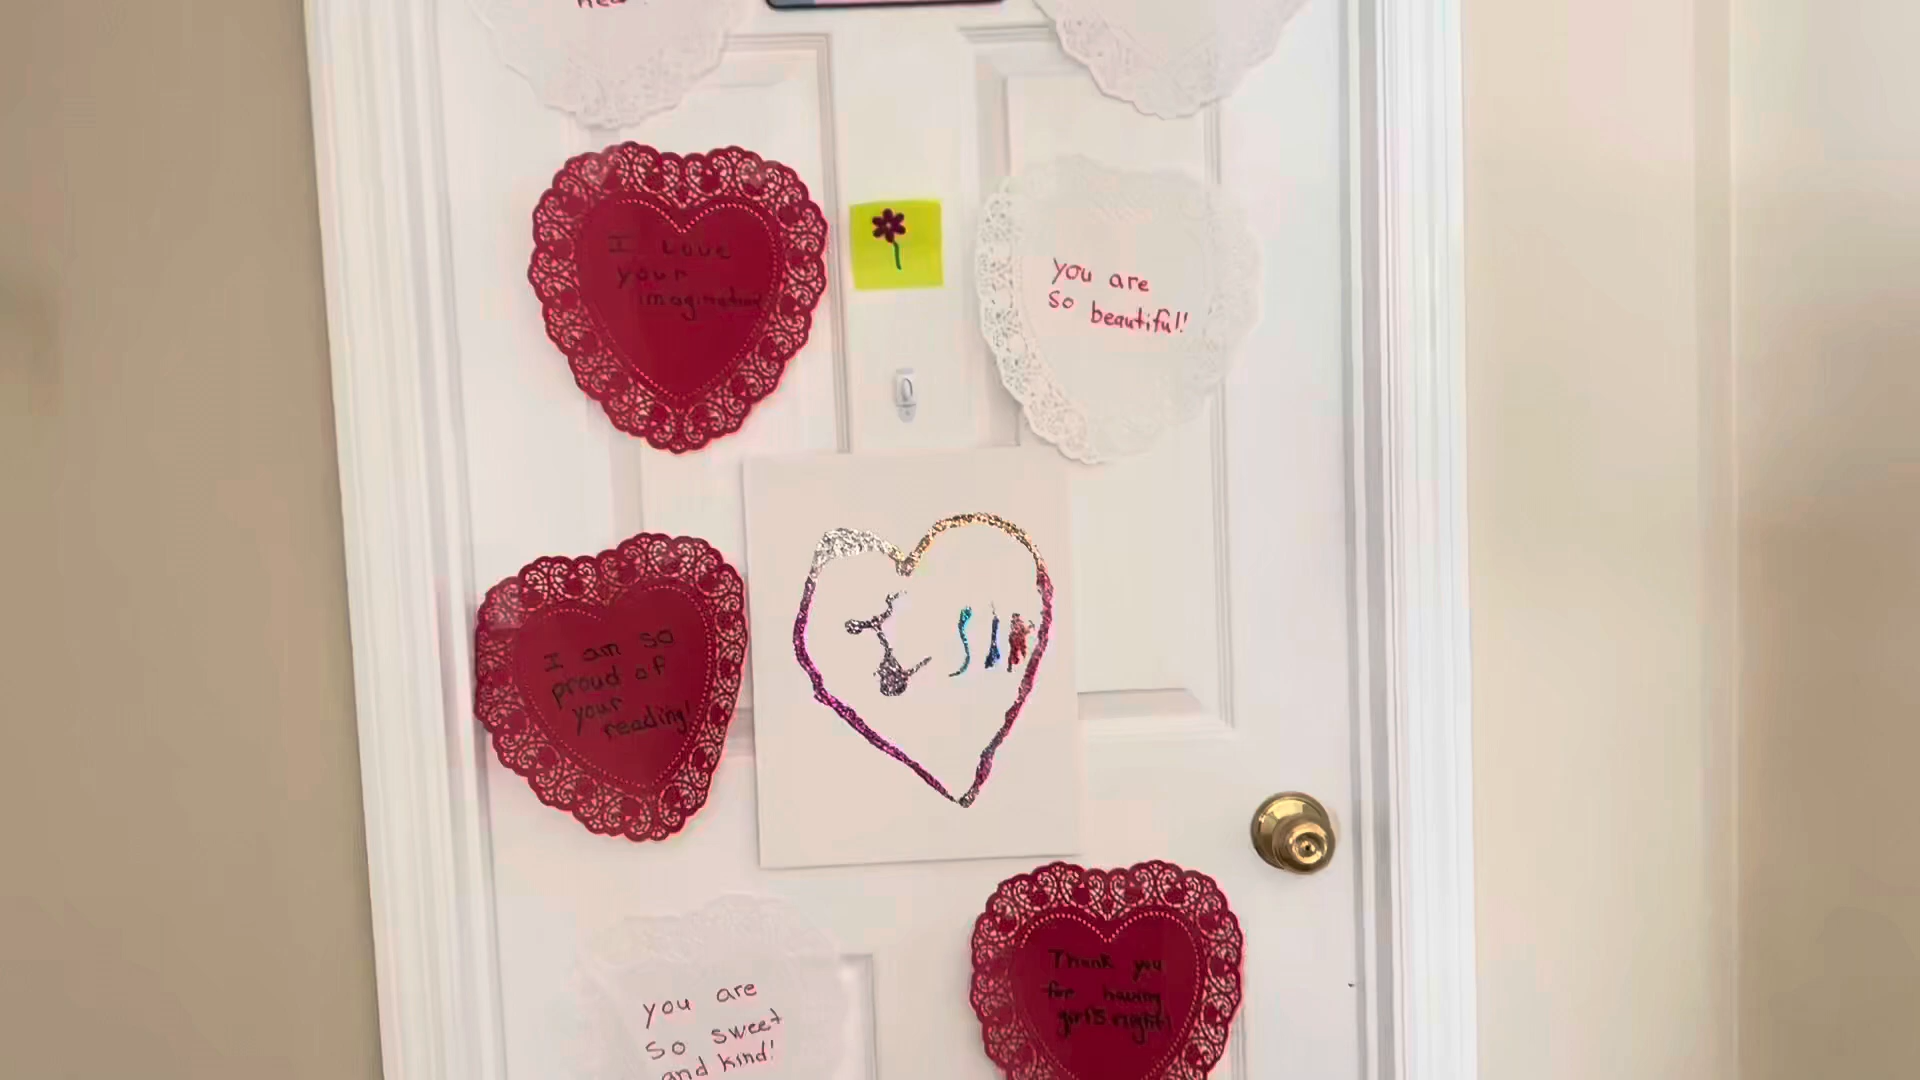 I Love
your
imagination!
you are
so beautiful!
I am so
proud of
your
reading!
you are
so sweet
and kind!
Thank you
for having
girls night!